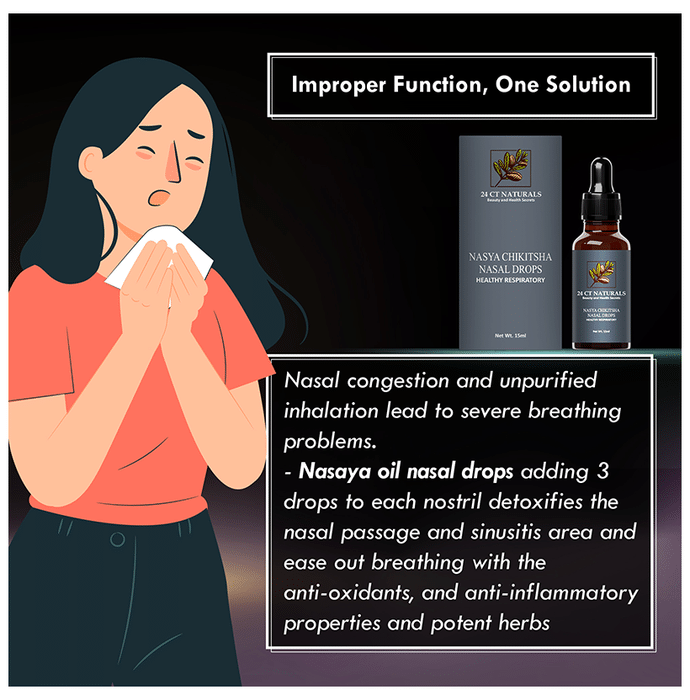 Improper Function, One Solution
24 CT NATURALS
Beauty and Health Secrets
NASYA CHIKITSHA
NASAL DROPS
HEALTHY RESPIRATORY
Net Wt. 15ml
24 CT NATURALS
Beauty and Health Secrets
NASYA CHIKITSHA
NASAL DROPS
HEALTHY RESPIRATORY
Nasal congestion and unpurified
inhalation lead to severe breathing
problems.
- Nasaya oil nasal drops adding 3
drops to each nostril detoxifies the
nasal passage and sinusitis area and
ease out breathing with the
anti-oxidants, and anti-inflammatory
properties and potent herbs